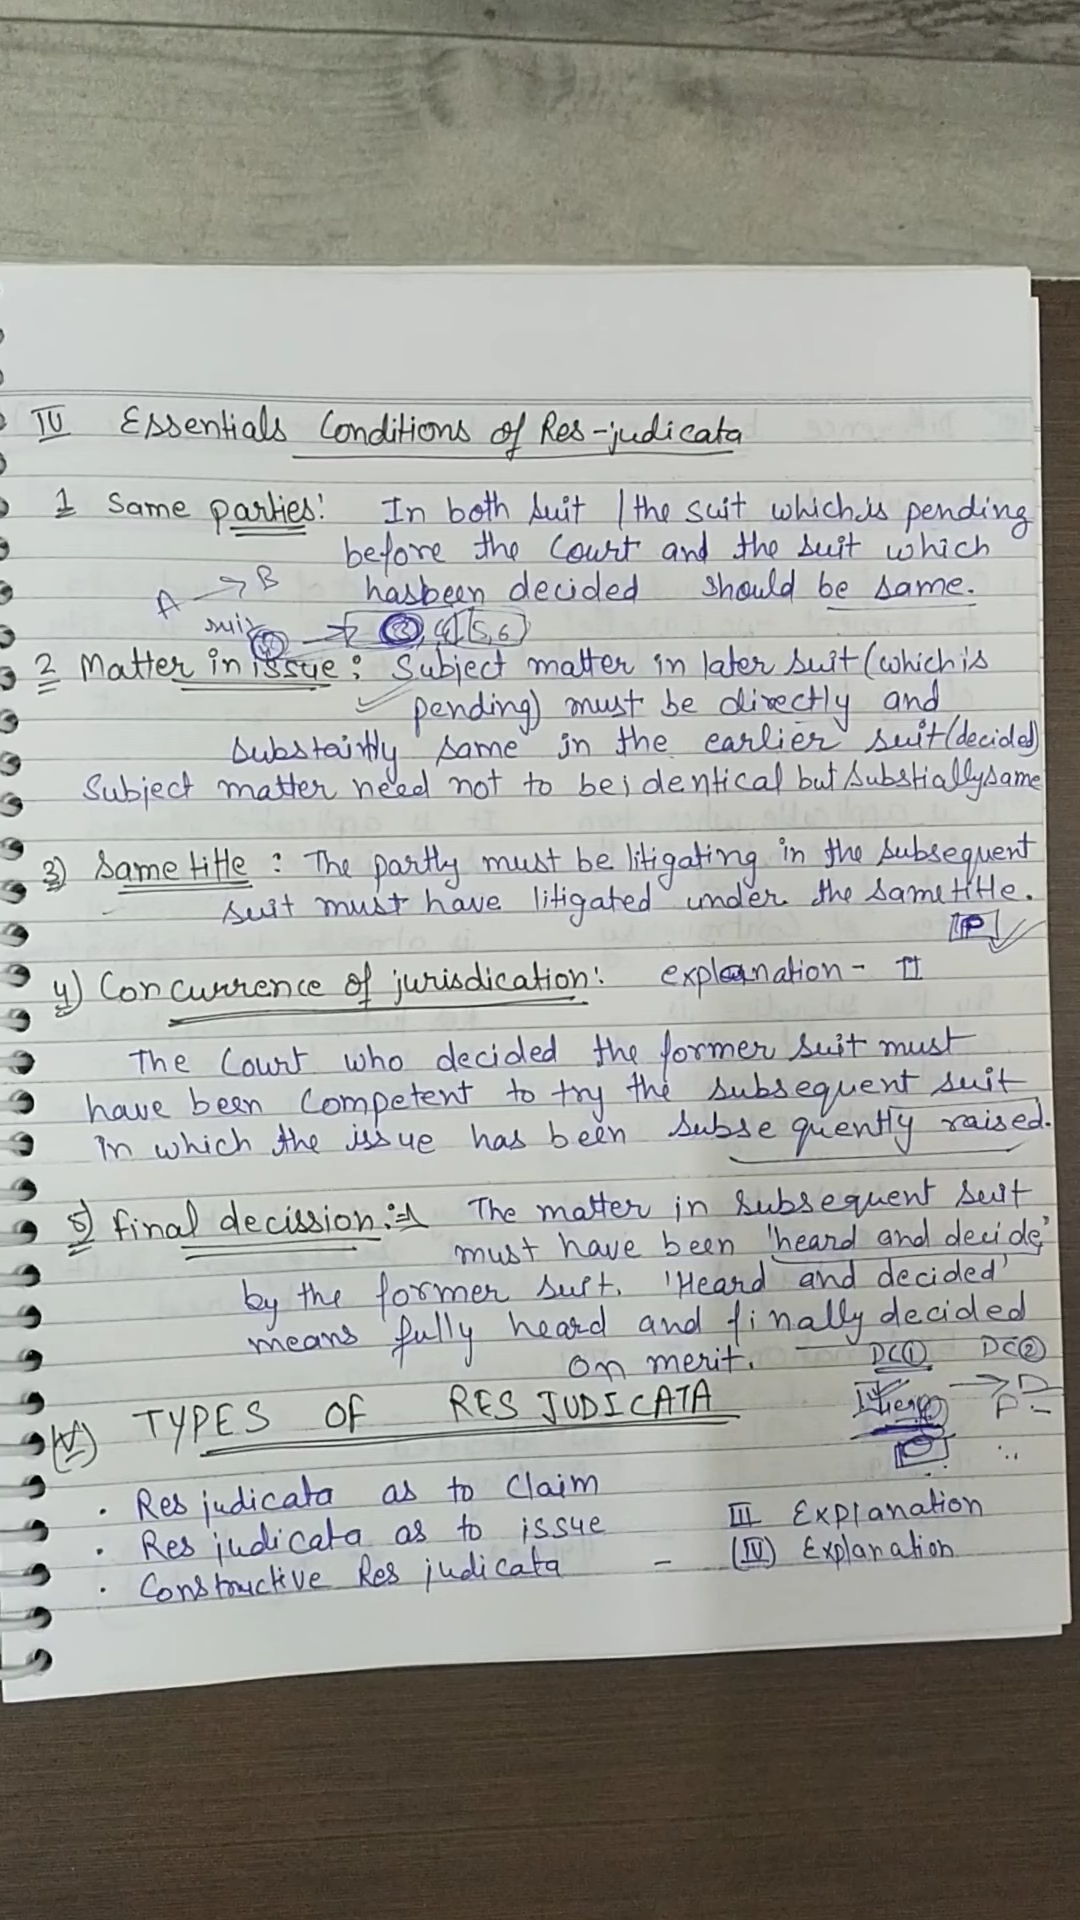 IV Essentials Conditions of Res-judicata
1 Same parties: In both suit / the suit which is pending
before the Court and the suit which
A → B hasbeen decided should be same.
suit → 3, 4 [5,6]
2 Matter in issue: Subject matter in later suit (which is
pending) must be directly and
substaintly same in the earlier suit (decided)
Subject matter need not to be identical but substially same
3) Same title: The partly must be litigating in the subsequent
suit must have litigated under the same title.
P
4) Concurrence of jurisdication: explanation - II
The Court who decided the former suit must
have been Competent to try the subsequent suit
in which the issue has been subsequently raised.
5) final decission:→ The matter in subsequent suit
must have been 'heard and decide'
by the former suit. 'Heard and decided'
means fully heard and finally decided
on merit. DC① DC②
→ D
P -
(V) TYPES OF RES JUDICATA
• Res judicata as to Claim
• Res judicata as to issue III Explanation
• Constructive Res judicata - (IV) Explanation